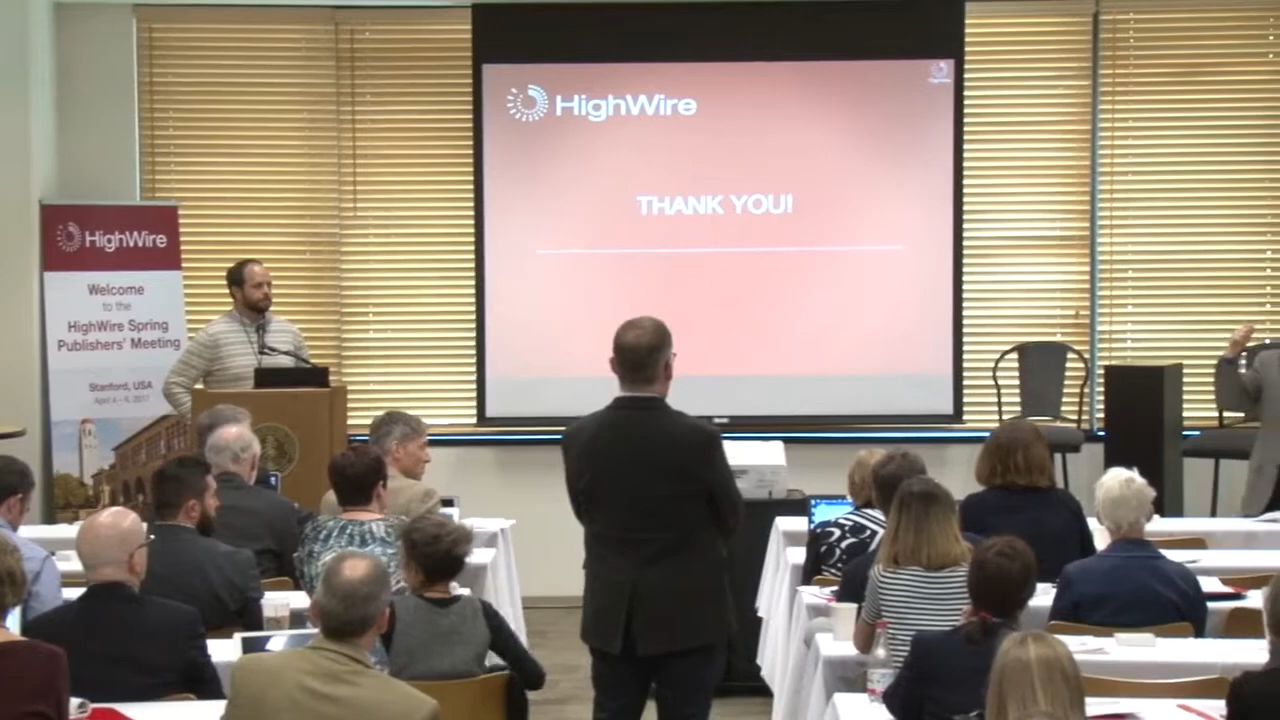 HighWire
THANK YOU!
HighWire
Welcome
to the
HighWire Spring
Publishers' Meeting
Stanford, USA
April 4 – 6, 2017